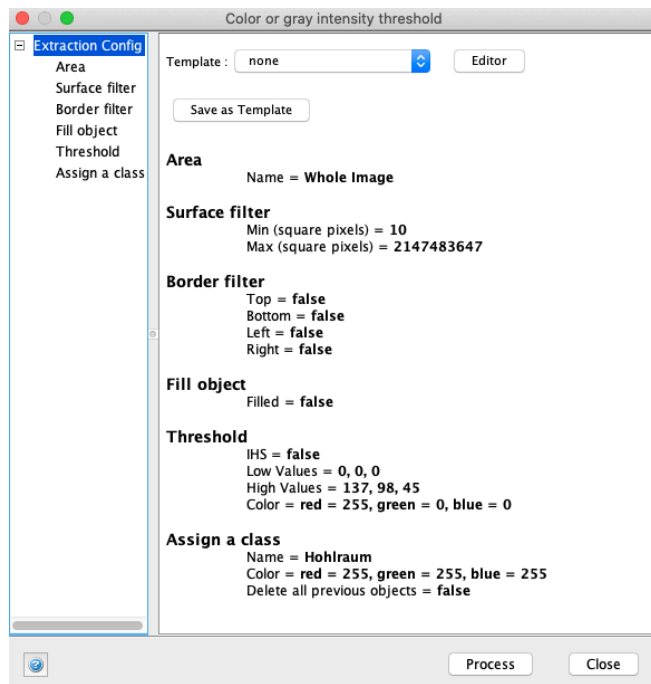 Color or gray intensity threshold
Extraction Config
Area
Surface filter
Border filter
Fill object
Threshold
Assign a class
Template : none Editor
Save as Template
Area
Name = Whole Image
Surface filter
Min (square pixels) = 10
Max (square pixels) = 2147483647
Border filter
Top = false
Bottom = false
Left = false
Right = false
Fill object
Filled = false
Threshold
IHS = false
Low Values = 0, 0, 0
High Values = 137, 98, 45
Color = red = 255, green = 0, blue = 0
Assign a class
Name = Hohlraum
Color = red = 255, green = 255, blue = 255
Delete all previous objects = false
? Process Close